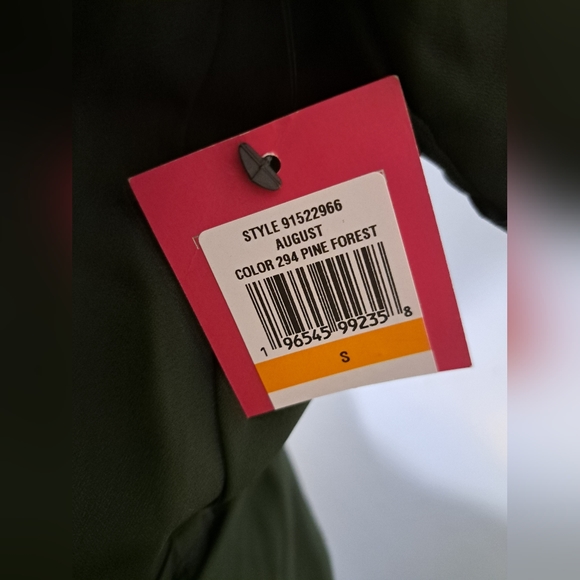 STYLE 91522966
AUGUST
COLOR 294 PINE FOREST
1 96545 99235 8
S